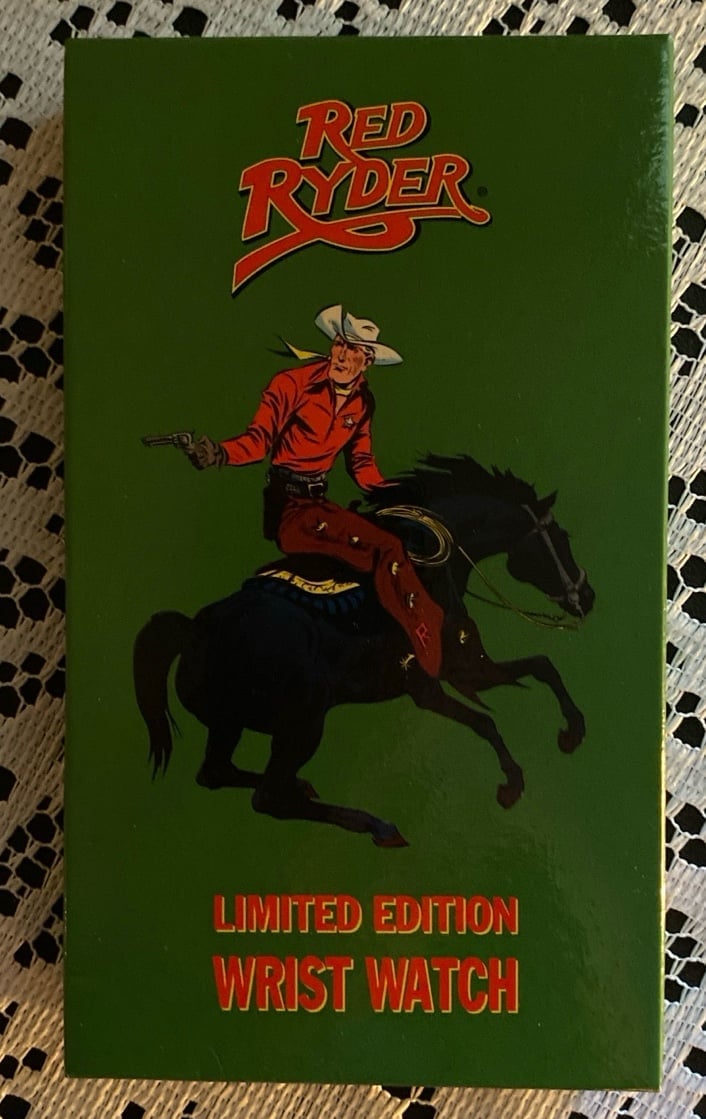 RED
RYDER®
R
LIMITED EDITION
WRIST WATCH